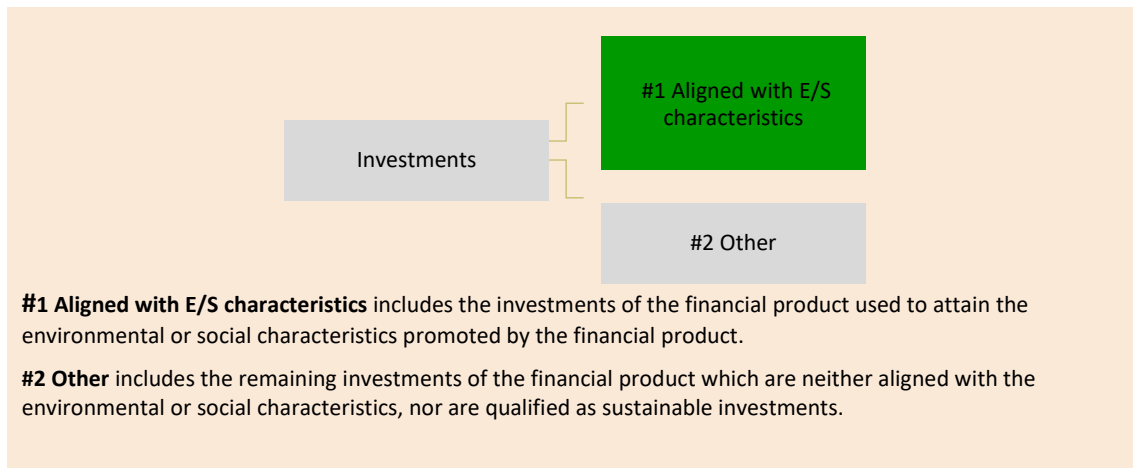 #1 Aligned with E/S
characteristics
Investments
#2 Other
#1 Aligned with E/S characteristics includes the investments of the financial product used to attain the
environmental or social characteristics promoted by the financial product.
#2 Other includes the remaining investments of the financial product which are neither aligned with the
environmental or social characteristics, nor are qualified as sustainable investments.